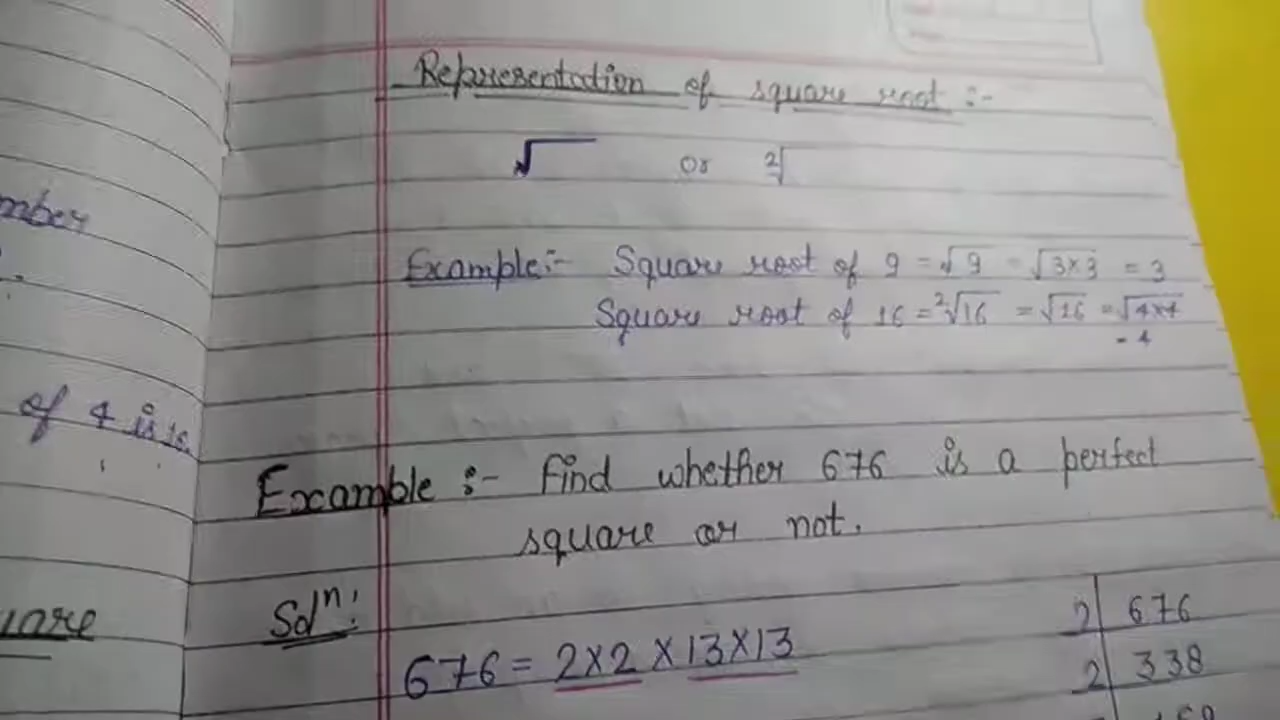 Representation of square root :-
√ or ²√
Example:- Square root of 9 = √9 = √3×3 = 3
Square root of 16 = ²√16 = √16 = √4×4
= 4
of 4 is 16.
Example :- Find whether 676 is a perfect
square or not.
Solⁿ:
676 = 2×2 × 13×13
2 | 676
2 | 338